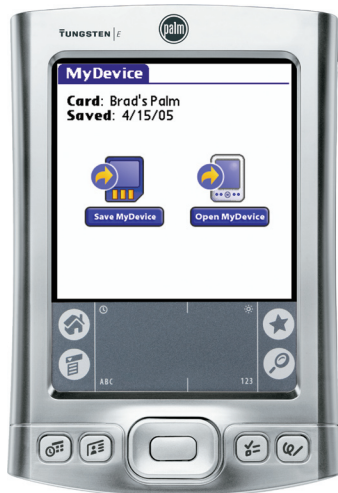 TUNGSTEN | E
palm
MyDevice
Card: Brad's Palm
Saved: 4/15/05
Save MyDevice Open MyDevice
ABC 123